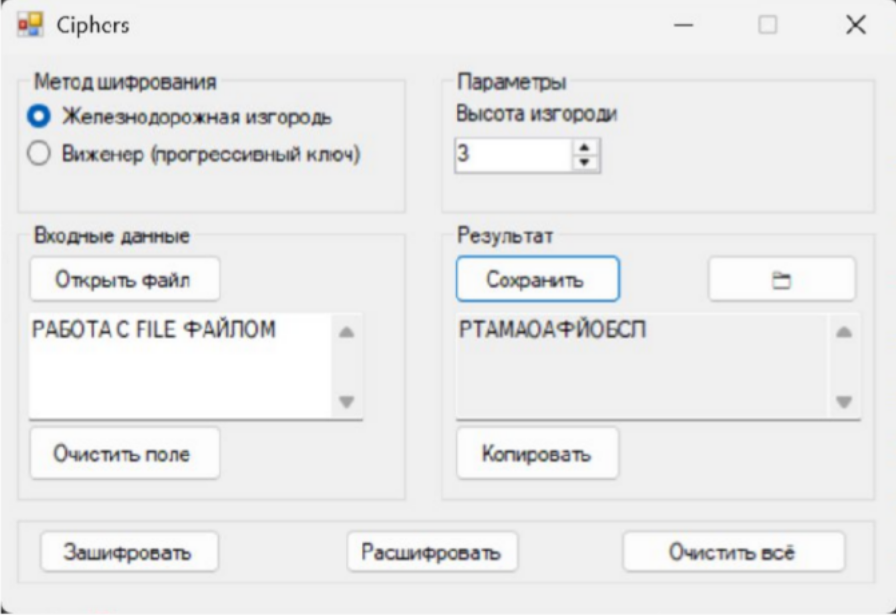 Ciphers
Метод шифрования
Железнодорожная изгородь
Виженер (прогрессивный ключ)
Параметры
Высота изгороди
3
Входные данные
Открыть файл
РАБОТА С FILE ФАЙЛОМ
Очистить поле
Результат
Сохранить
РТАМАОАФЙОБСЛ
Копировать
Зашифровать
Расшифровать
Очистить всё